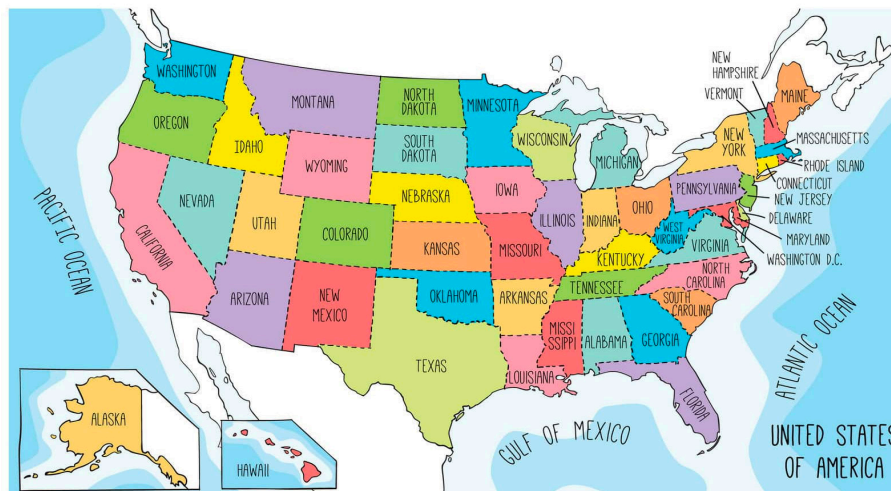 WASHINGTON
OREGON
CALIFORNIA
NEVADA
IDAHO
MONTANA
WYOMING
UTAH
ARIZONA
COLORADO
NEW
MEXICO
NORTH
DAKOTA
SOUTH
DAKOTA
NEBRASKA
KANSAS
OKLAHOMA
TEXAS
MINNESOTA
IOWA
MISSOURI
ARKANSAS
LOUISIANA
WISCONSIN
ILLINOIS
MICHIGAN
INDIANA
OHIO
KENTUCKY
TENNESSEE
MISSI
SSIPPI
ALABAMA
GEORGIA
FLORIDA
SOUTH
CAROLINA
NORTH
CAROLINA
VIRGINIA
WEST
VIRGINIA
PENNSYLVANIA
NEW
YORK
VERMONT
NEW
HAMPSHIRE
MAINE
MASSACHUSETTS
RHODE ISLAND
CONNECTICUT
NEW JERSEY
DELAWARE
MARYLAND
WASHINGTON D.C.
ALASKA
HAWAII
PACIFIC OCEAN
GULF OF MEXICO
ATLANTIC OCEAN
UNITED STATES
OF AMERICA